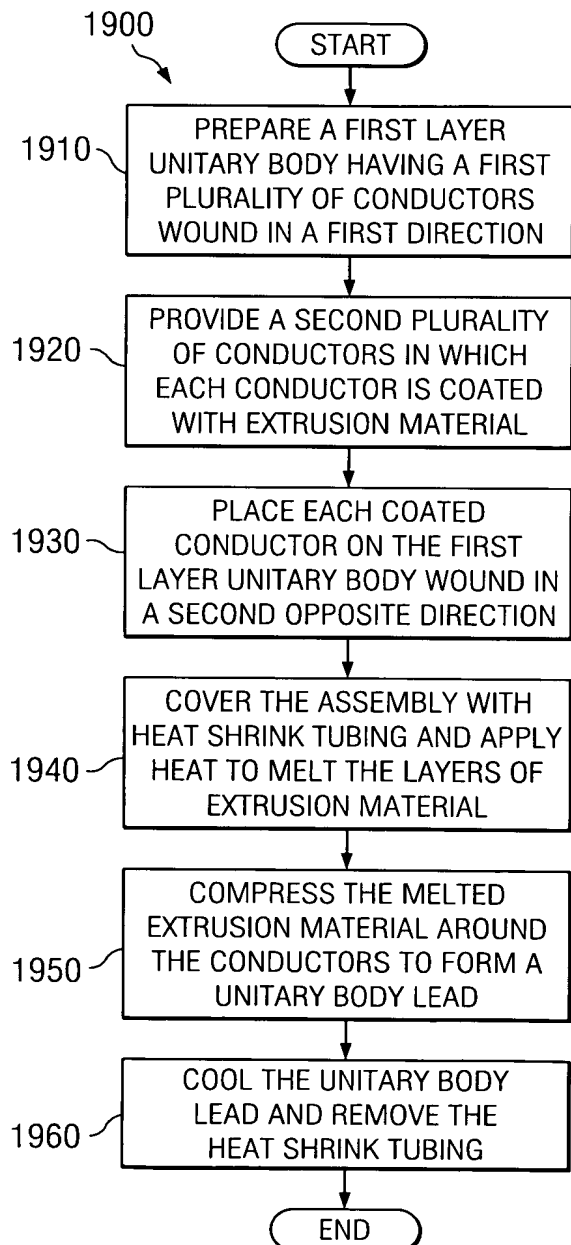 1900
START
1910
PREPARE A FIRST LAYER
UNITARY BODY HAVING A FIRST
PLURALITY OF CONDUCTORS
WOUND IN A FIRST DIRECTION
1920
PROVIDE A SECOND PLURALITY
OF CONDUCTORS IN WHICH
EACH CONDUCTOR IS COATED
WITH EXTRUSION MATERIAL
1930
PLACE EACH COATED
CONDUCTOR ON THE FIRST
LAYER UNITARY BODY WOUND IN
A SECOND OPPOSITE DIRECTION
1940
COVER THE ASSEMBLY WITH
HEAT SHRINK TUBING AND APPLY
HEAT TO MELT THE LAYERS OF
EXTRUSION MATERIAL
1950
COMPRESS THE MELTED
EXTRUSION MATERIAL AROUND
THE CONDUCTORS TO FORM A
UNITARY BODY LEAD
1960
COOL THE UNITARY BODY
LEAD AND REMOVE THE
HEAT SHRINK TUBING
END